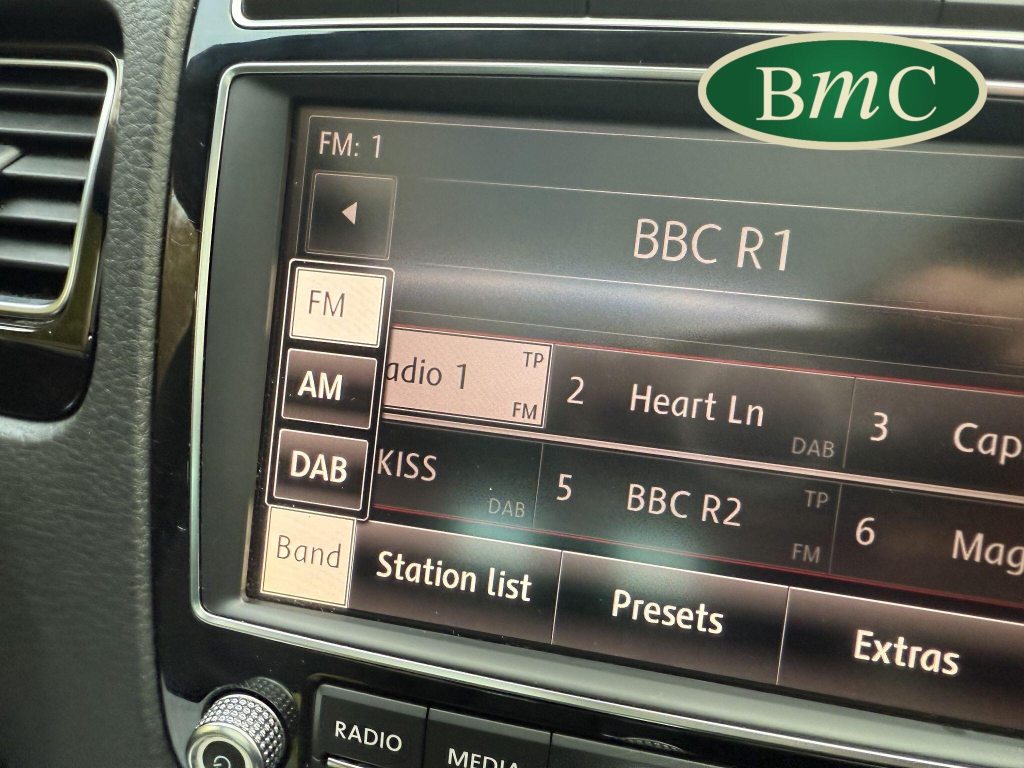 BmC
FM: 1
BBC R1
FM
AM
DAB
Band
adio 1
TP
FM
2
Heart Ln
DAB
3
Cap
KISS
DAB
5
BBC R2
TP
FM
6
Mag
Station list
Presets
Extras
RADIO
MEDIA